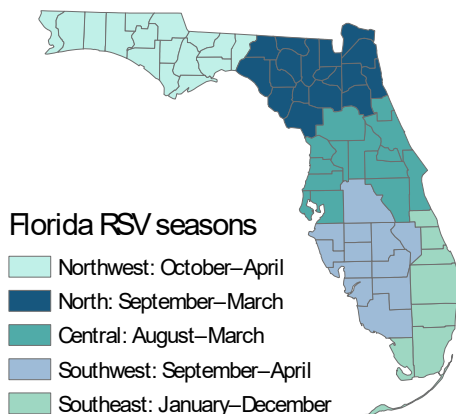 Florida RSV seasons
Northwest: October–April
North: September–March
Central: August–March
Southwest: September–April
Southeast: January–December